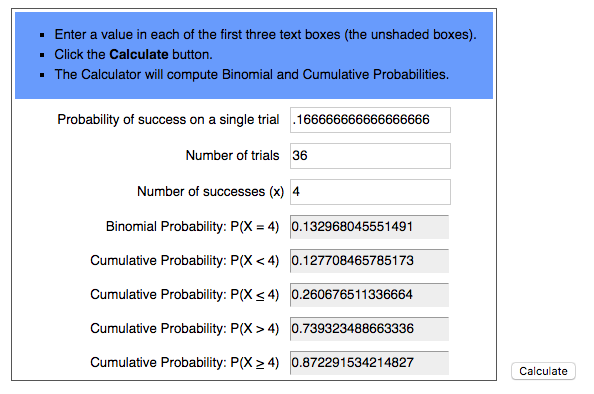 Enter a value in each of the first three text boxes (the unshaded boxes).
Click the Calculate button.
The Calculator will compute Binomial and Cumulative Probabilities.
Probability of success on a single trial .166666666666666666
Number of trials 36
Number of successes (x) 4
Binomial Probability: P(X = 4) 0.132968045551491
Cumulative Probability: P(X < 4) 0.127708465785173
Cumulative Probability: P(X ≤ 4) 0.260676511336664
Cumulative Probability: P(X > 4) 0.739323488663336
Cumulative Probability: P(X ≥ 4) 0.872291534214827
Calculate